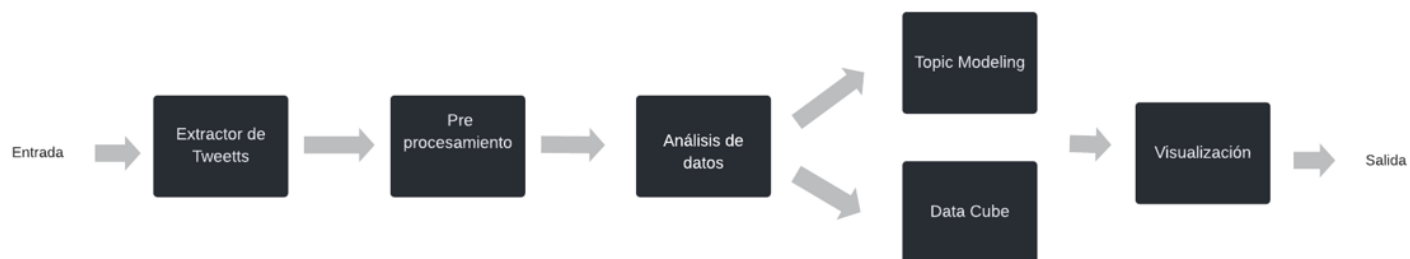 Entrada
Extractor de
Tweetts
Pre
procesamiento
Análisis de
datos
Topic Modeling
Data Cube
Visualización
Salida